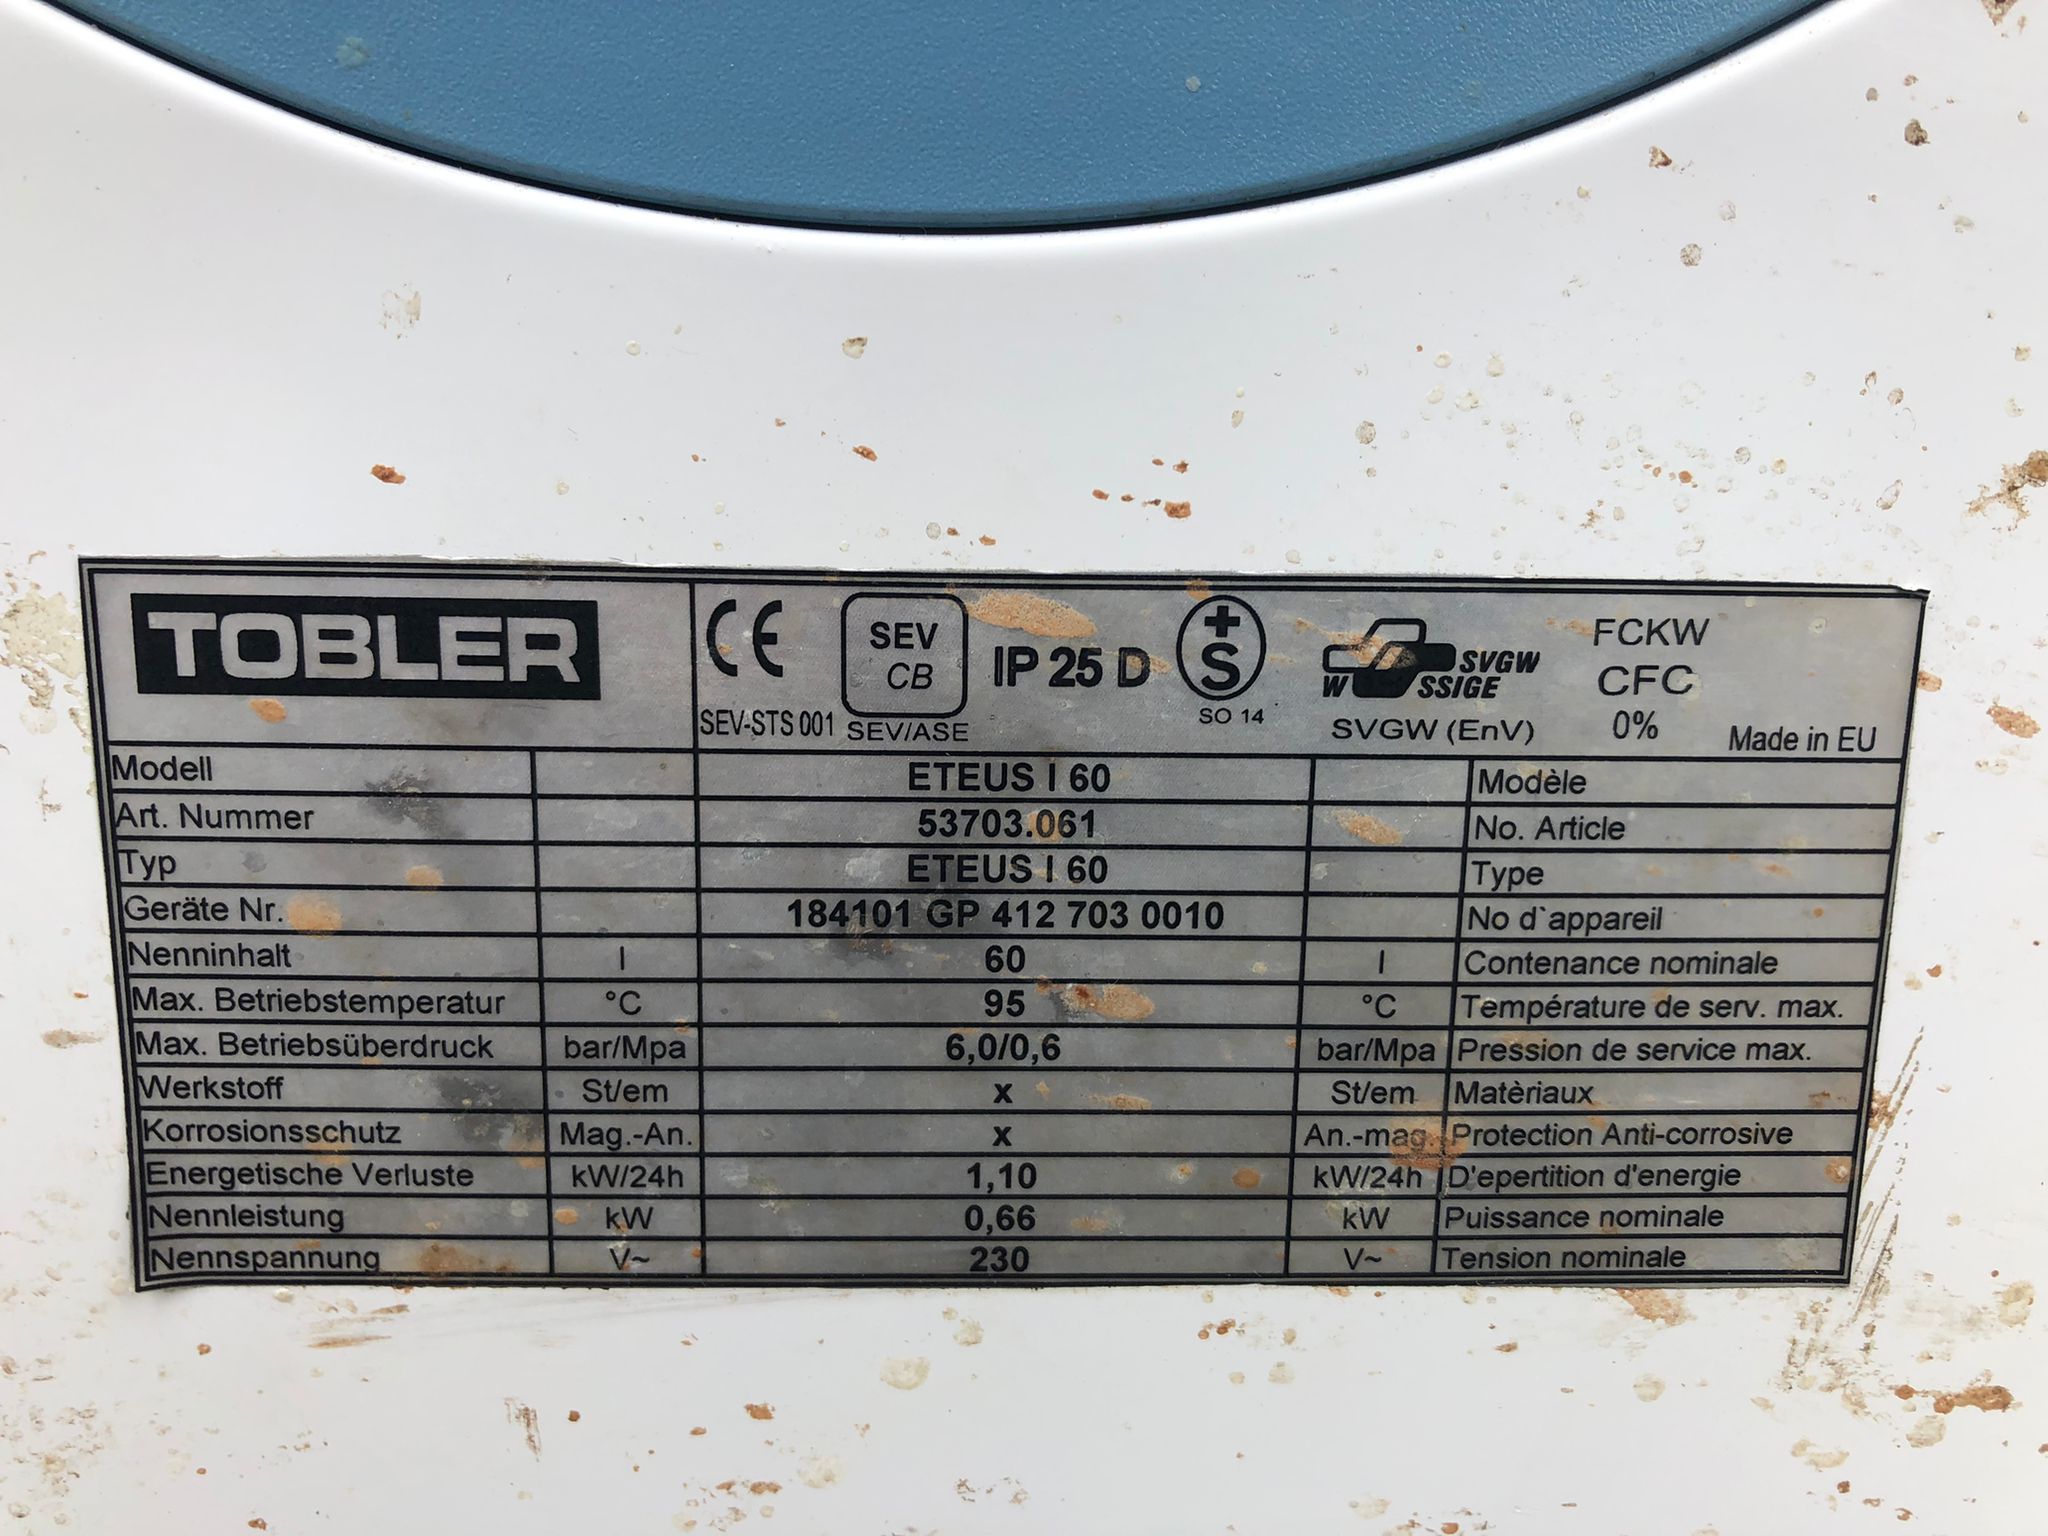 TOBLER
CE SEV CB IP 25 D +S SVGW W SSIGE FCKW CFC 0%
SEV-STS 001 SEV/ASE SO 14 SVGW (EnV) Made in EU
Modell ETEUS I 60 Modèle
Art. Nummer 53703.061 No. Article
Typ ETEUS I 60 Type
Geräte Nr. 184101 GP 412 703 0010 No d`appareil
Nenninhalt l 60 l Contenance nominale
Max. Betriebstemperatur °C 95 °C Température de serv. max.
Max. Betriebsüberdruck bar/Mpa 6,0/0,6 bar/Mpa Pression de service max.
Werkstoff St/em x St/em Matèriaux
Korrosionsschutz Mag.-An. x An.-mag. Protection Anti-corrosive
Energetische Verluste kW/24h 1,10 kW/24h D'epertition d'energie
Nennleistung kW 0,66 kW Puissance nominale
Nennspannung V~ 230 V~ Tension nominale